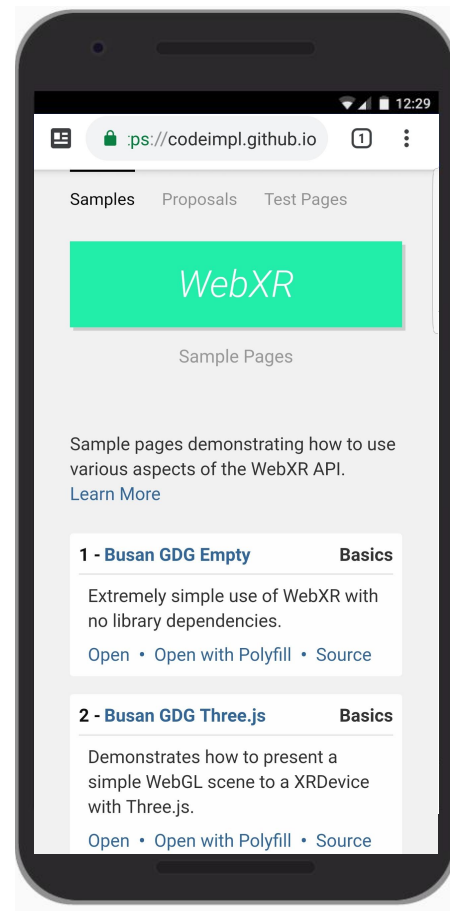 12:29
:ps://codeimpl.github.io
1
Samples Proposals Test Pages
WebXR
Sample Pages
Sample pages demonstrating how to use
various aspects of the WebXR API.
Learn More
1 - Busan GDG Empty Basics
Extremely simple use of WebXR with
no library dependencies.
Open • Open with Polyfill • Source
2 - Busan GDG Three.js Basics
Demonstrates how to present a
simple WebGL scene to a XRDevice
with Three.js.
Open • Open with Polyfill • Source